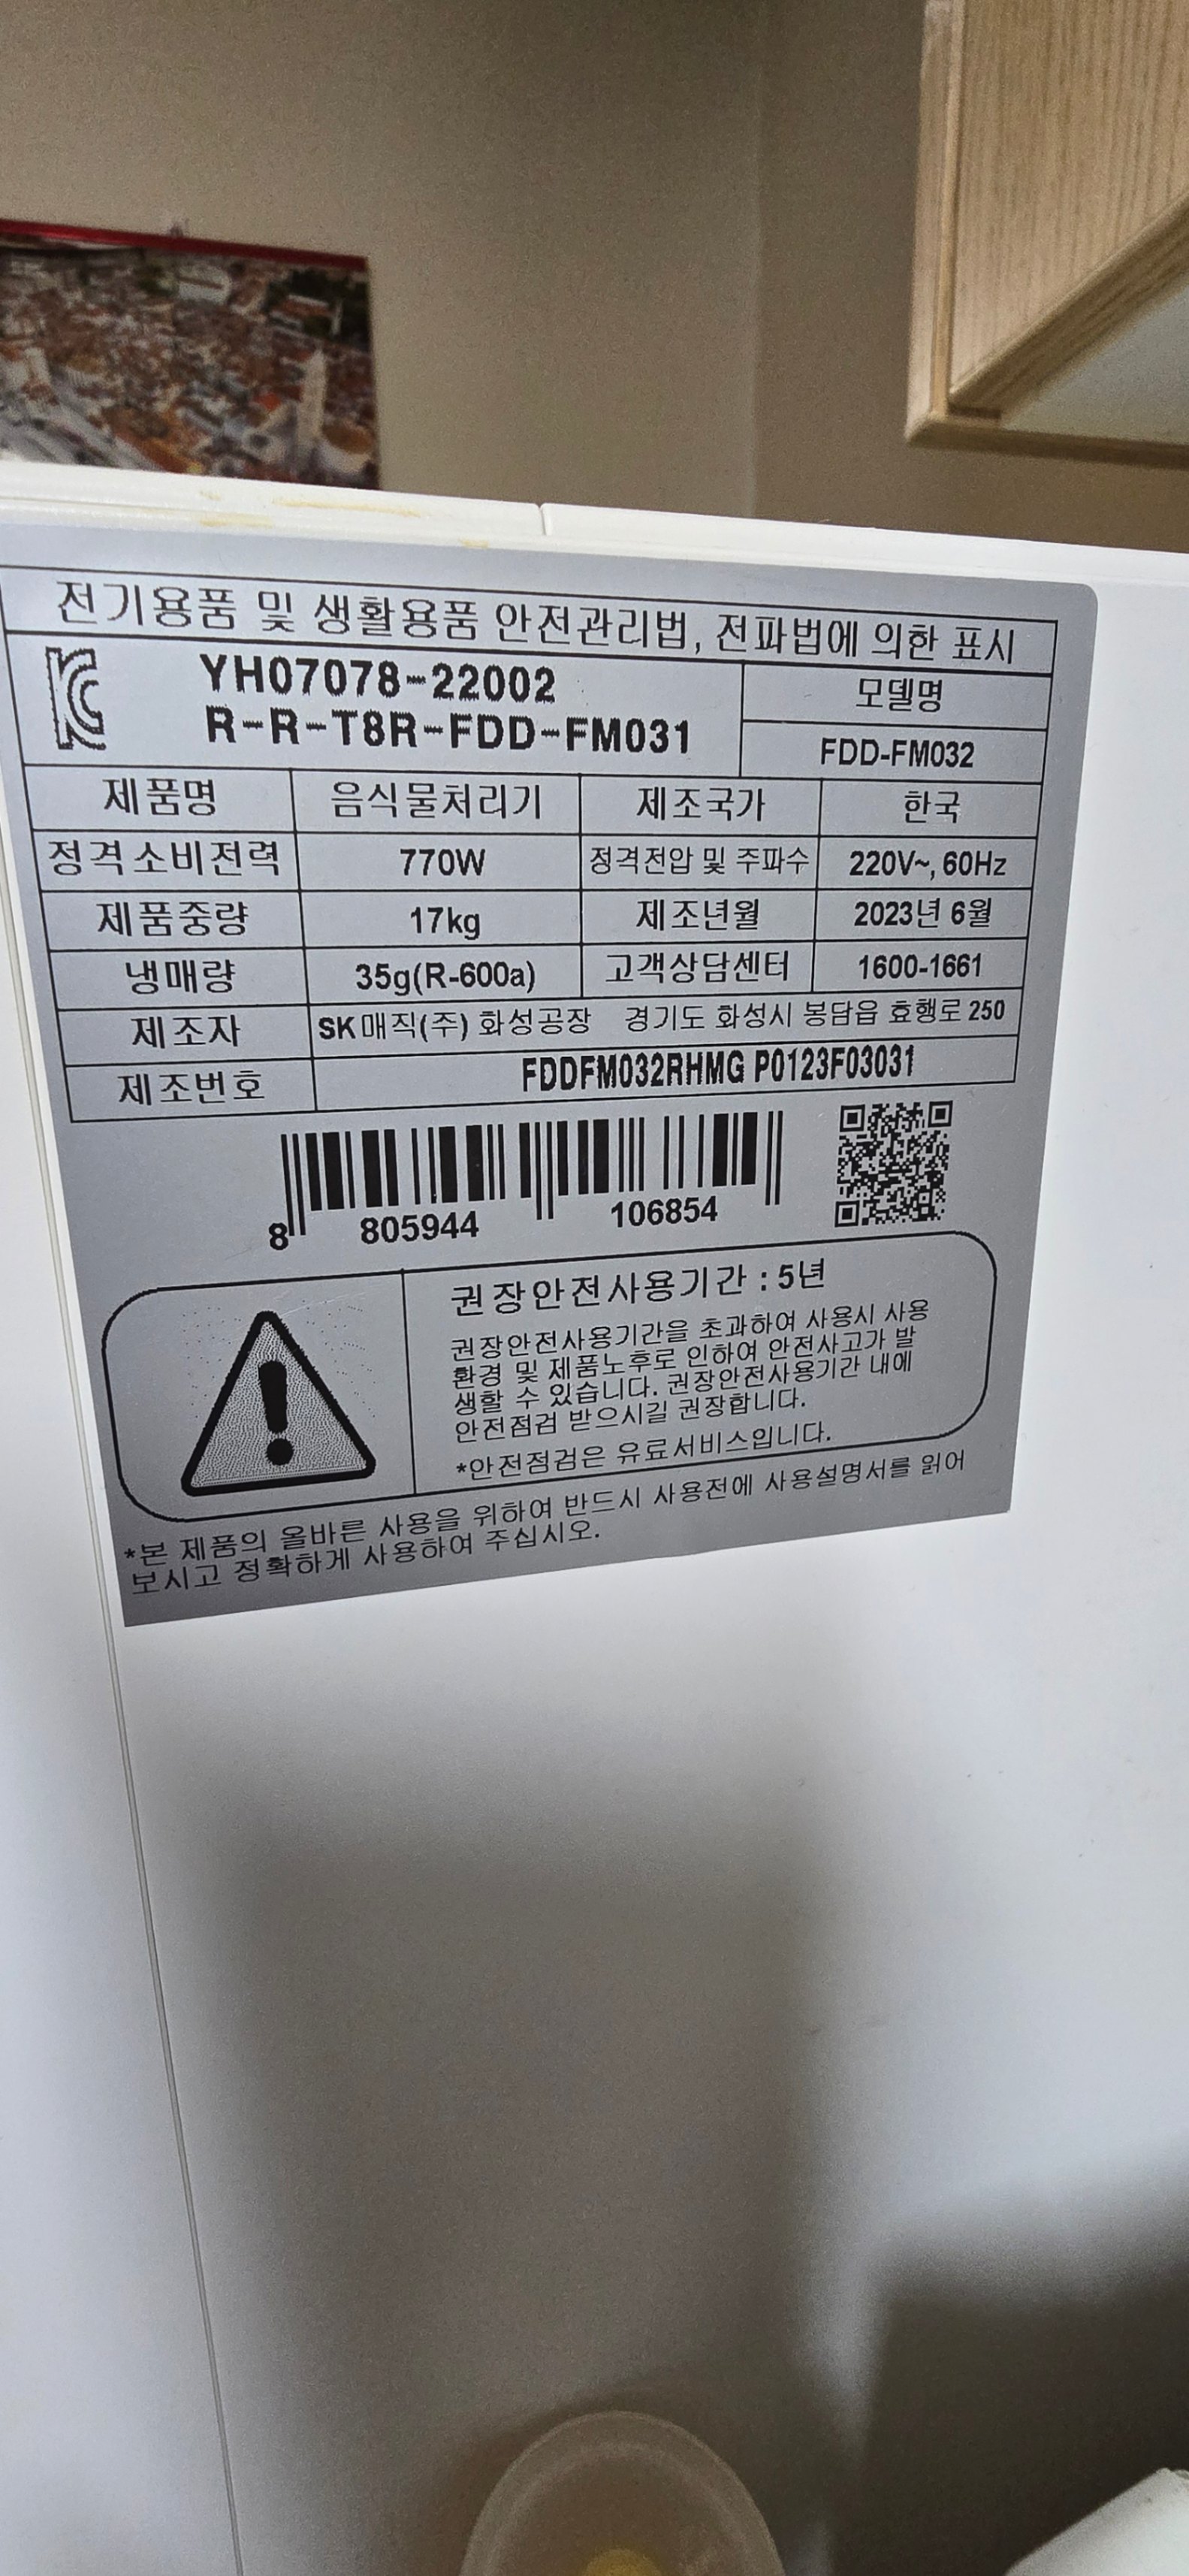 전기용품 및 생활용품 안전관리법, 전파법에 의한 표시
YH07078-22002
R-R-T8R-FDD-FM031
모델명
FDD-FM032
제품명 음식물처리기 제조국가 한국
정격소비전력 770W 정격전압 및 주파수 220V~, 60Hz
제품중량 17kg 제조년월 2023년 6월
냉매량 35g(R-600a) 고객상담센터 1600-1661
제조자 SK매직(주) 화성공장 경기도 화성시 봉담읍 효행로 250
제조번호 FDDFM032RHMG P0123F03031
8 805944 106854
권장안전사용기간 : 5년
권장안전사용기간을 초과하여 사용시 사용
환경 및 제품노후로 인하여 안전사고가 발
생할 수 있습니다. 권장안전사용기간 내에
안전점검 받으시길 권장합니다.
*안전점검은 유료서비스입니다.
*본 제품의 올바른 사용을 위하여 반드시 사용전에 사용설명서를 읽어
보시고 정확하게 사용하여 주십시오.